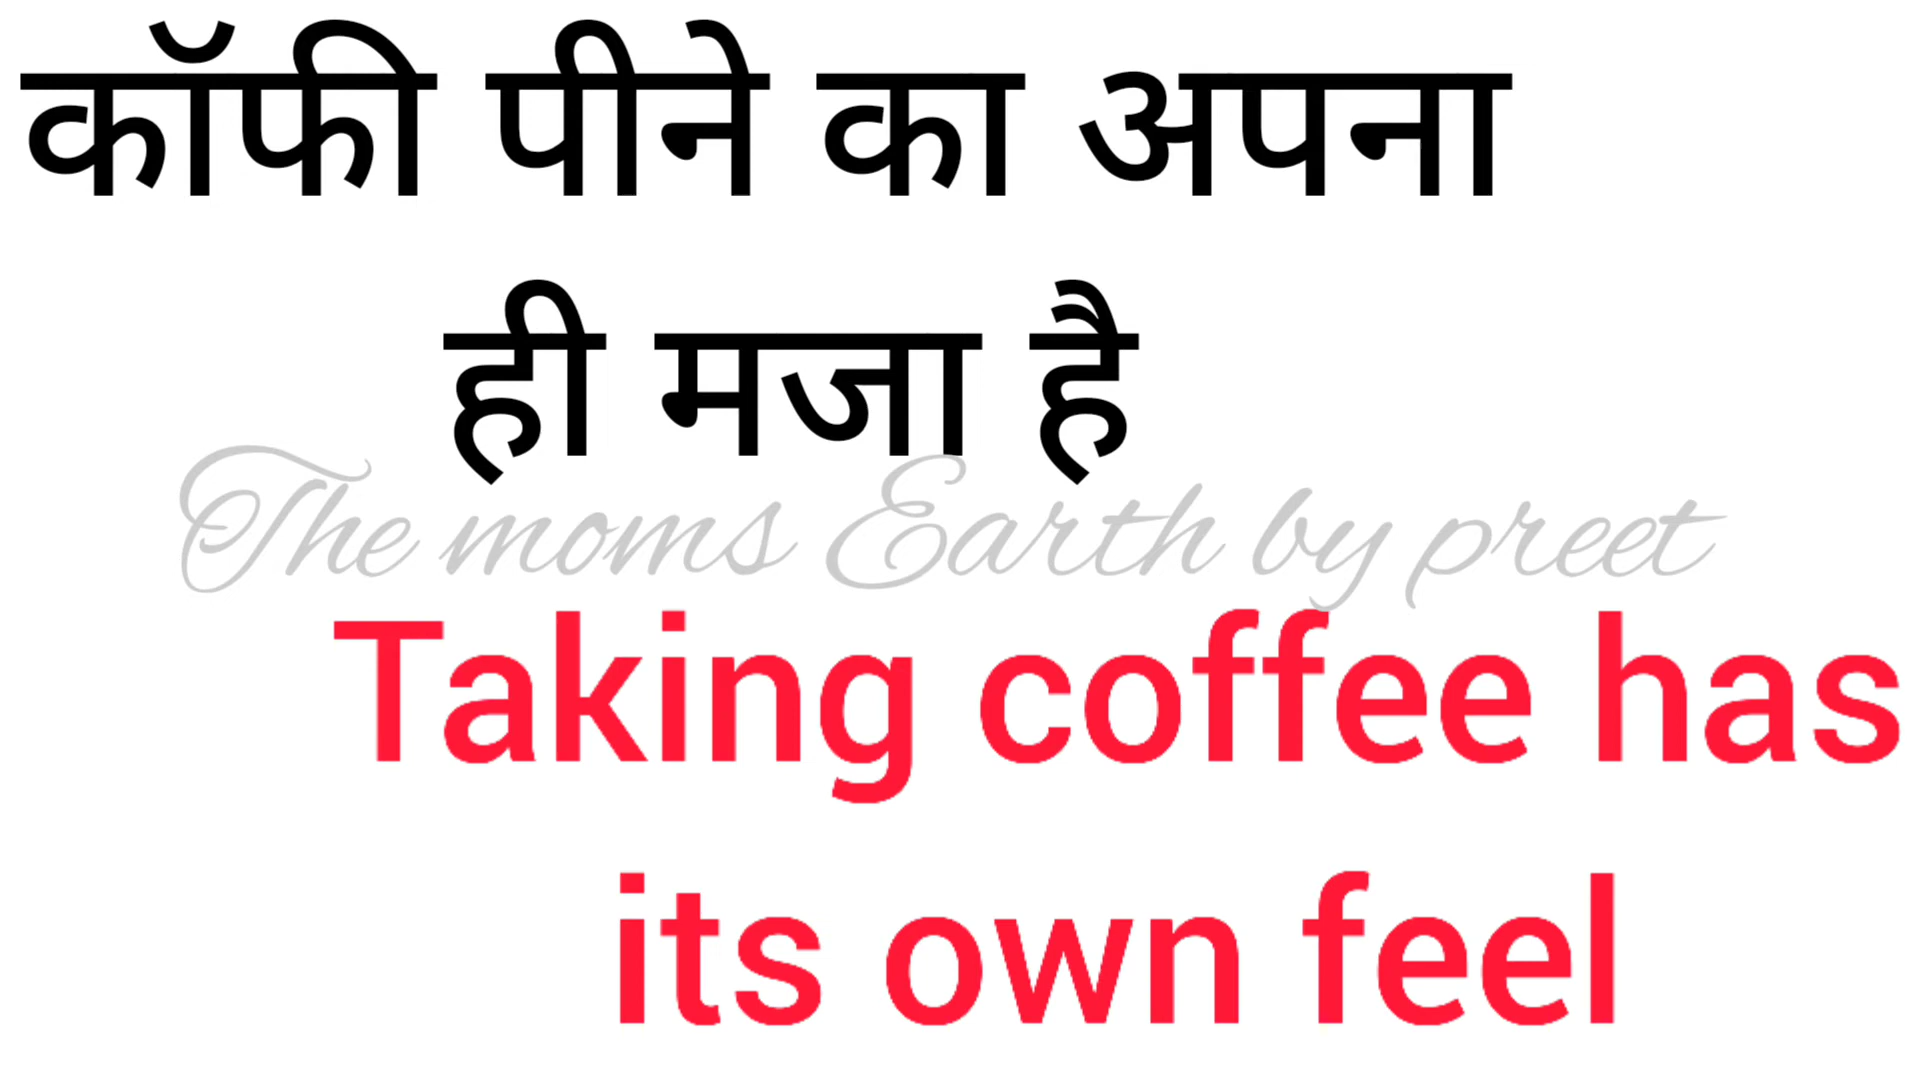 कॉफी पीने का अपना
ही मजा है
The moms Earth by preet
Taking coffee has
its own feel